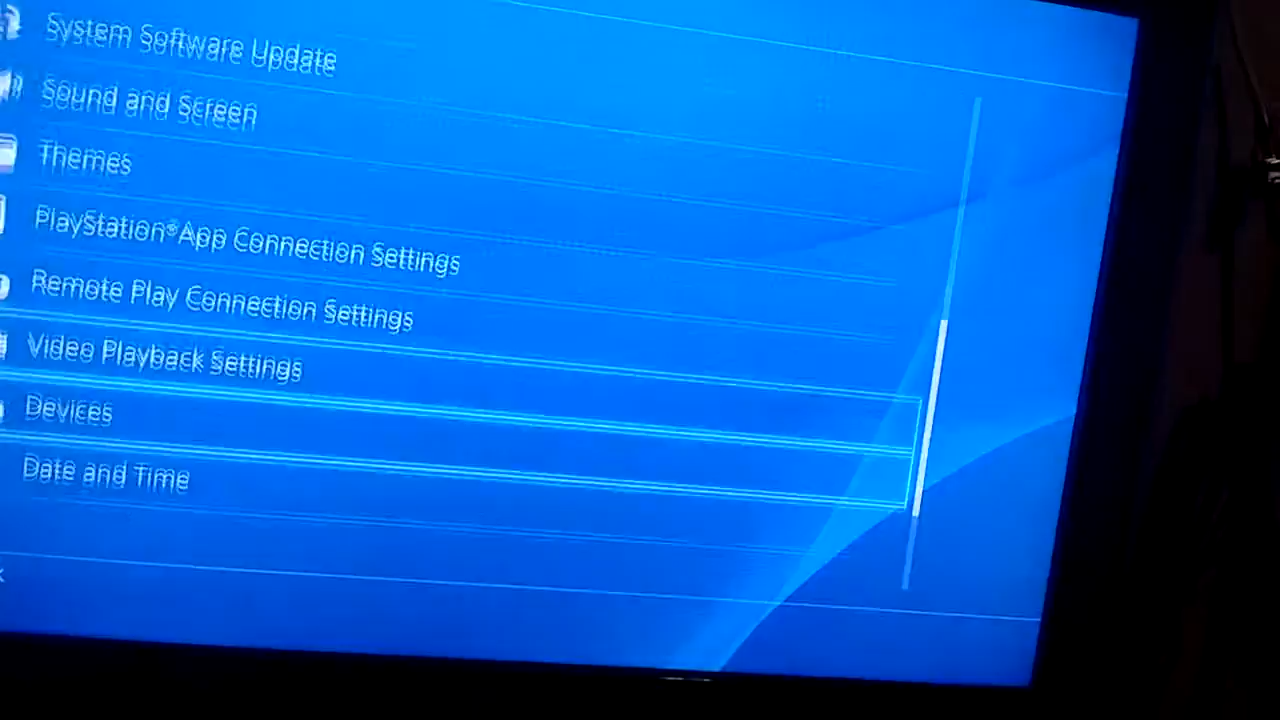 System Software Update
Sound and Screen
Themes
PlayStation®App Connection Settings
Remote Play Connection Settings
Video Playback Settings
Devices
Date and Time